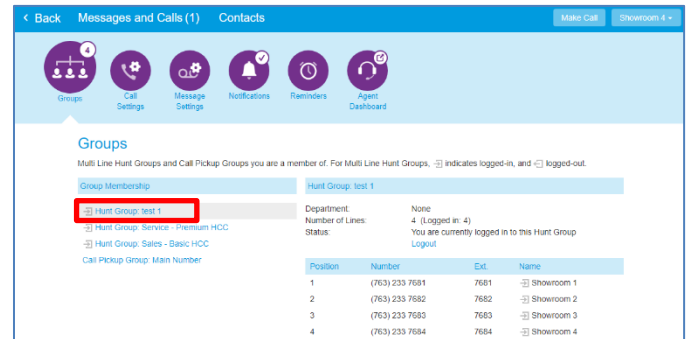 < Back Messages and Calls (1) Contacts Make Call Showroom 4
4
Groups
Call Settings
Message Settings
Notifications
Reminders
Agent Dashboard
Groups
Multi Line Hunt Groups and Call Pickup Groups you are a member of. For Multi Line Hunt Groups, indicates logged-in, and logged-out.
Group Membership
Hunt Group: test 1
Hunt Group: Service - Premium HCC
Hunt Group: Sales - Basic HCC
Call Pickup Group: Main Number
Hunt Group: test 1
Department: None
Number of Lines: 4 (Logged in: 4)
Status: You are currently logged in to this Hunt Group
Logout
Position Number Ext. Name
1 (763) 233 7681 7681 Showroom 1
2 (763) 233 7682 7682 Showroom 2
3 (763) 233 7683 7683 Showroom 3
4 (763) 233 7684 7684 Showroom 4